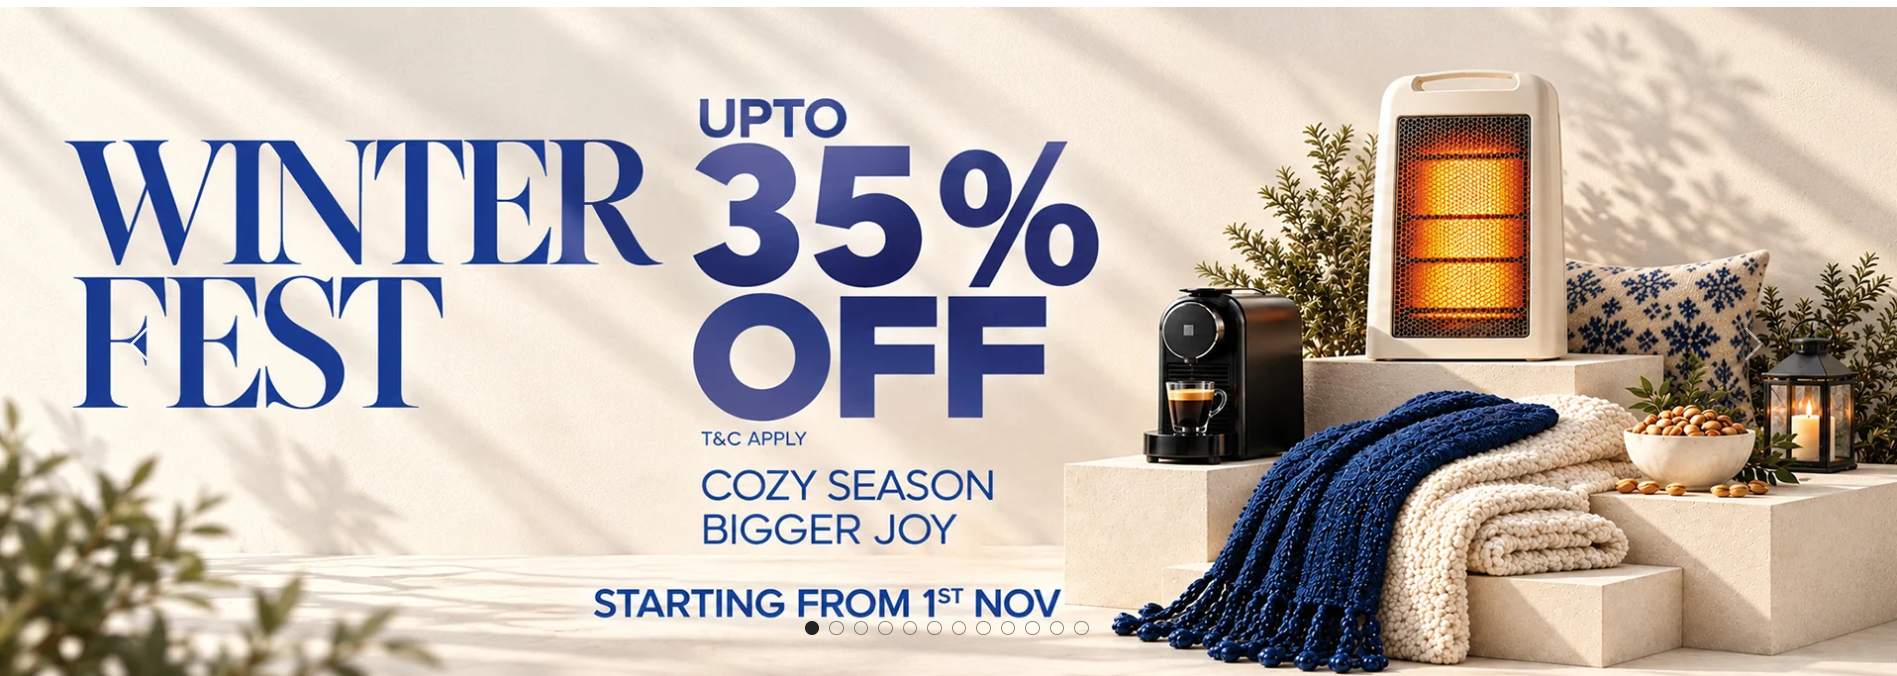 WINTER
FEST
UPTO
35%
OFF
T&C APPLY
COZY SEASON
BIGGER JOY
STARTING FROM 1ST NOV